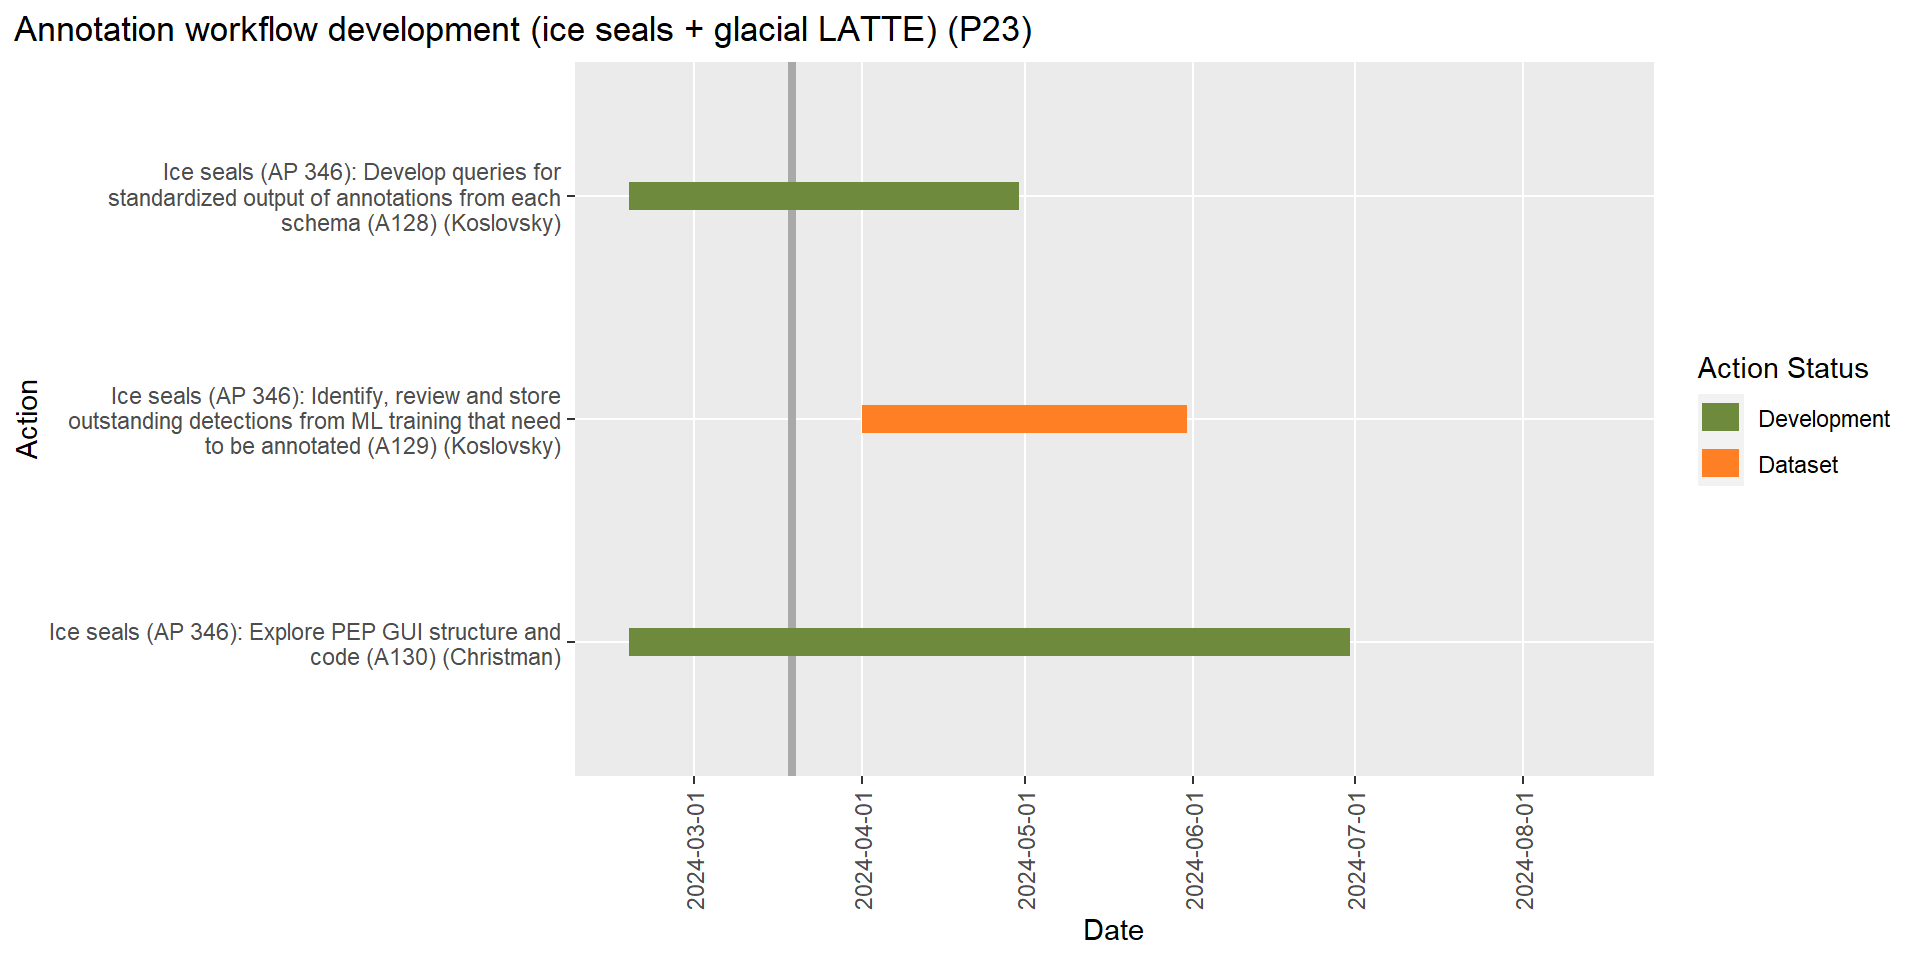 Annotation workflow development (ice seals + glacial LATTE) (P23)
Action
Ice seals (AP 346): Develop queries for
standardized output of annotations from each
schema (A128) (Koslovsky)
Ice seals (AP 346): Identify, review and store
outstanding detections from ML training that need
to be annotated (A129) (Koslovsky)
Ice seals (AP 346): Explore PEP GUI structure and
code (A130) (Christman)
2024-03-01
2024-04-01
2024-05-01
2024-06-01
2024-07-01
2024-08-01
Date
Action Status
Development
Dataset